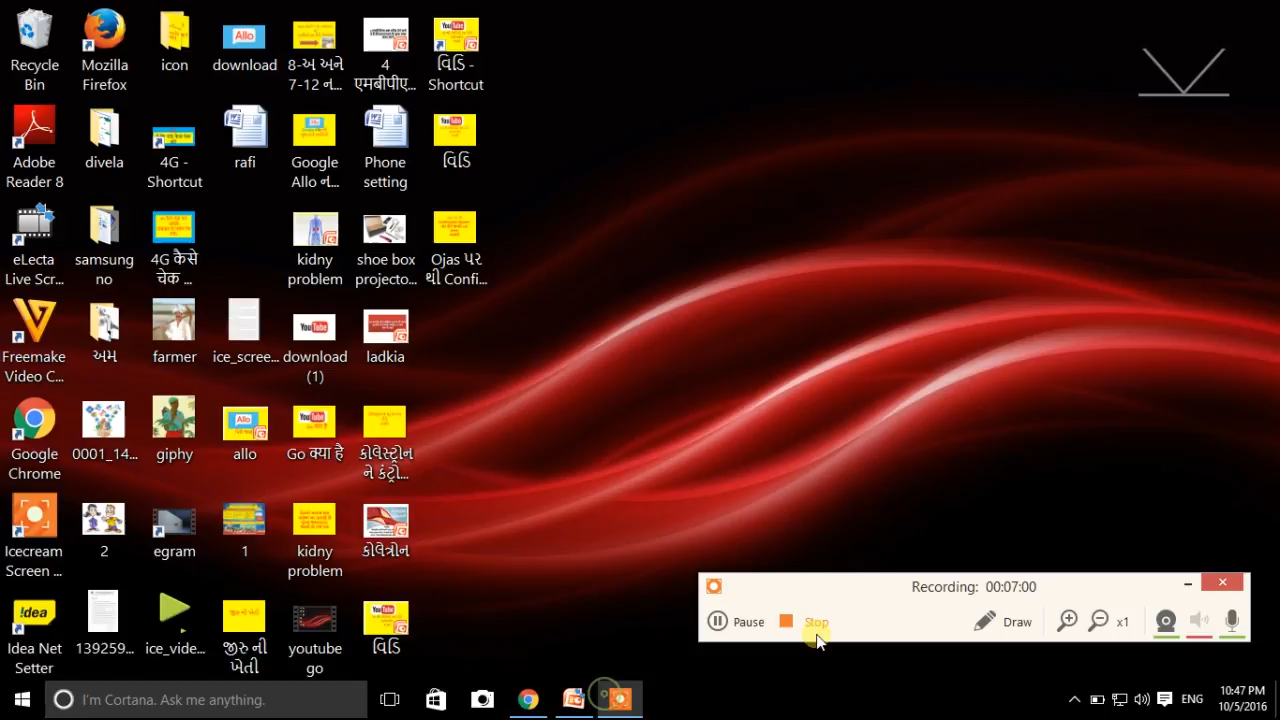 Recycle
Bin
Mozilla
Firefox
icon
download
8-અ અને
7-12 ન...
4
एमबीपीए...
વિડિ -
Shortcut
Adobe
Reader 8
divela
4G -
Shortcut
rafi
Google
Allo ન...
Phone
setting
વિડિ
eLecta
Live Scr...
samsung
no
4G कैसे
चेक ...
kidny
problem
shoe box
projecto...
Ojas પર
થી Confi...
Freemake
Video C...
અમ
farmer
ice_scree...
download
(1)
ladkia
Google
Chrome
0001_14...
giphy
allo
Go क्या है
કોલેસ્ટ્રોન
ને કંટ્રો...
Icecream
Screen ...
2
egram
1
kidny
problem
કોલેત્રોન
Idea Net
Setter
139259...
ice_vide...
જીરુ ની
ખેતી
youtube
go
વિડિ
Allo
YouTube
!dea
Recording: 00:07:00
Pause
Stop
Draw
x1
I'm Cortana. Ask me anything.
ENG
10:47 PM
10/5/2016